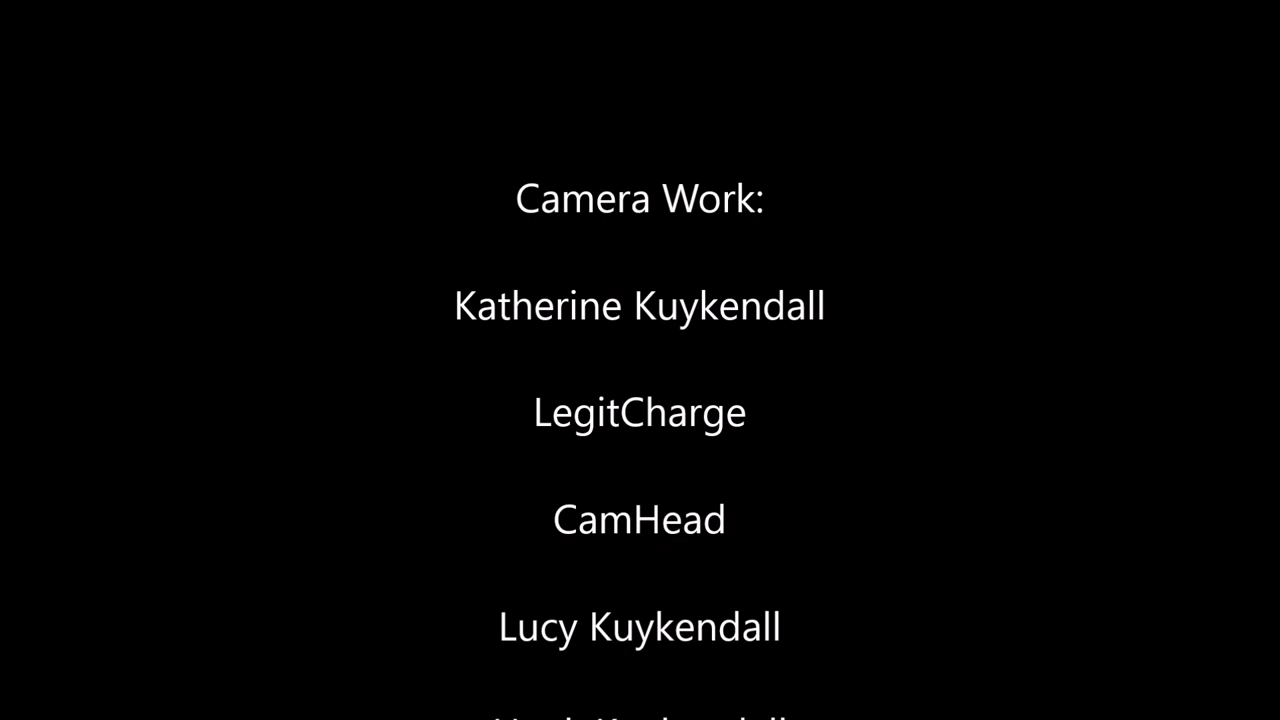 Camera Work:
Katherine Kuykendall
LegitCharge
CamHead
Lucy Kuykendall